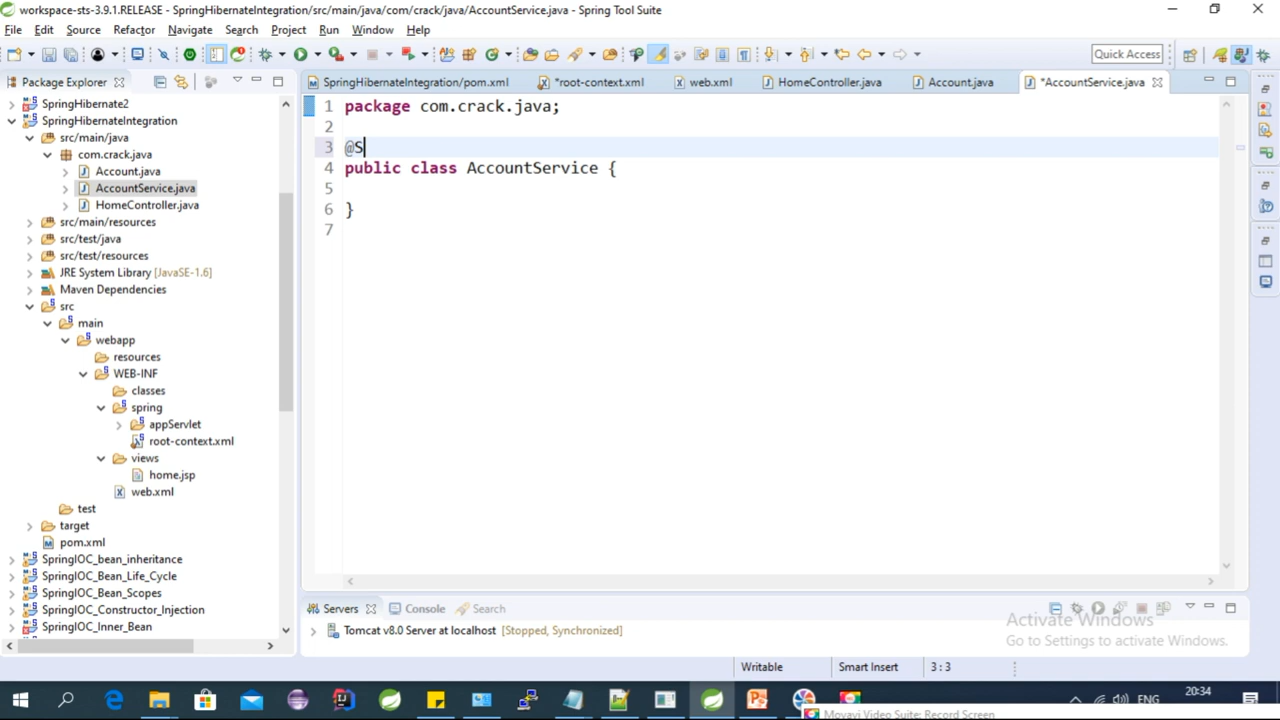 workspace-sts-3.9.1.RELEASE - SpringHibernateIntegration/src/main/java/com/crack/java/AccountService.java - Spring Tool Suite
File Edit Source Refactor Navigate Search Project Run Window Help
Quick Access
Package Explorer
SpringHibernateIntegration/pom.xml *root-context.xml web.xml HomeController.java Account.java *AccountService.java
SpringHibernate2
SpringHibernateIntegration
src/main/java
com.crack.java
Account.java
AccountService.java
HomeController.java
src/main/resources
src/test/java
src/test/resources
JRE System Library [JavaSE-1.6]
Maven Dependencies
src
main
webapp
resources
WEB-INF
classes
spring
appServlet
root-context.xml
views
home.jsp
web.xml
test
target
pom.xml
SpringIOC_bean_inheritance
SpringIOC_Bean_Life_Cycle
SpringIOC_Bean_Scopes
SpringIOC_Constructor_Injection
SpringIOC_Inner_Bean
1 package com.crack.java;
2
3 @S
4 public class AccountService {
5
6 }
7
Servers Console Search
Tomcat v8.0 Server at localhost [Stopped, Synchronized]
Activate Windows
Go to Settings to activate Windows.
Writable Smart Insert 3 : 3
ENG 20:34
Movavi Video Suite: Record Screen